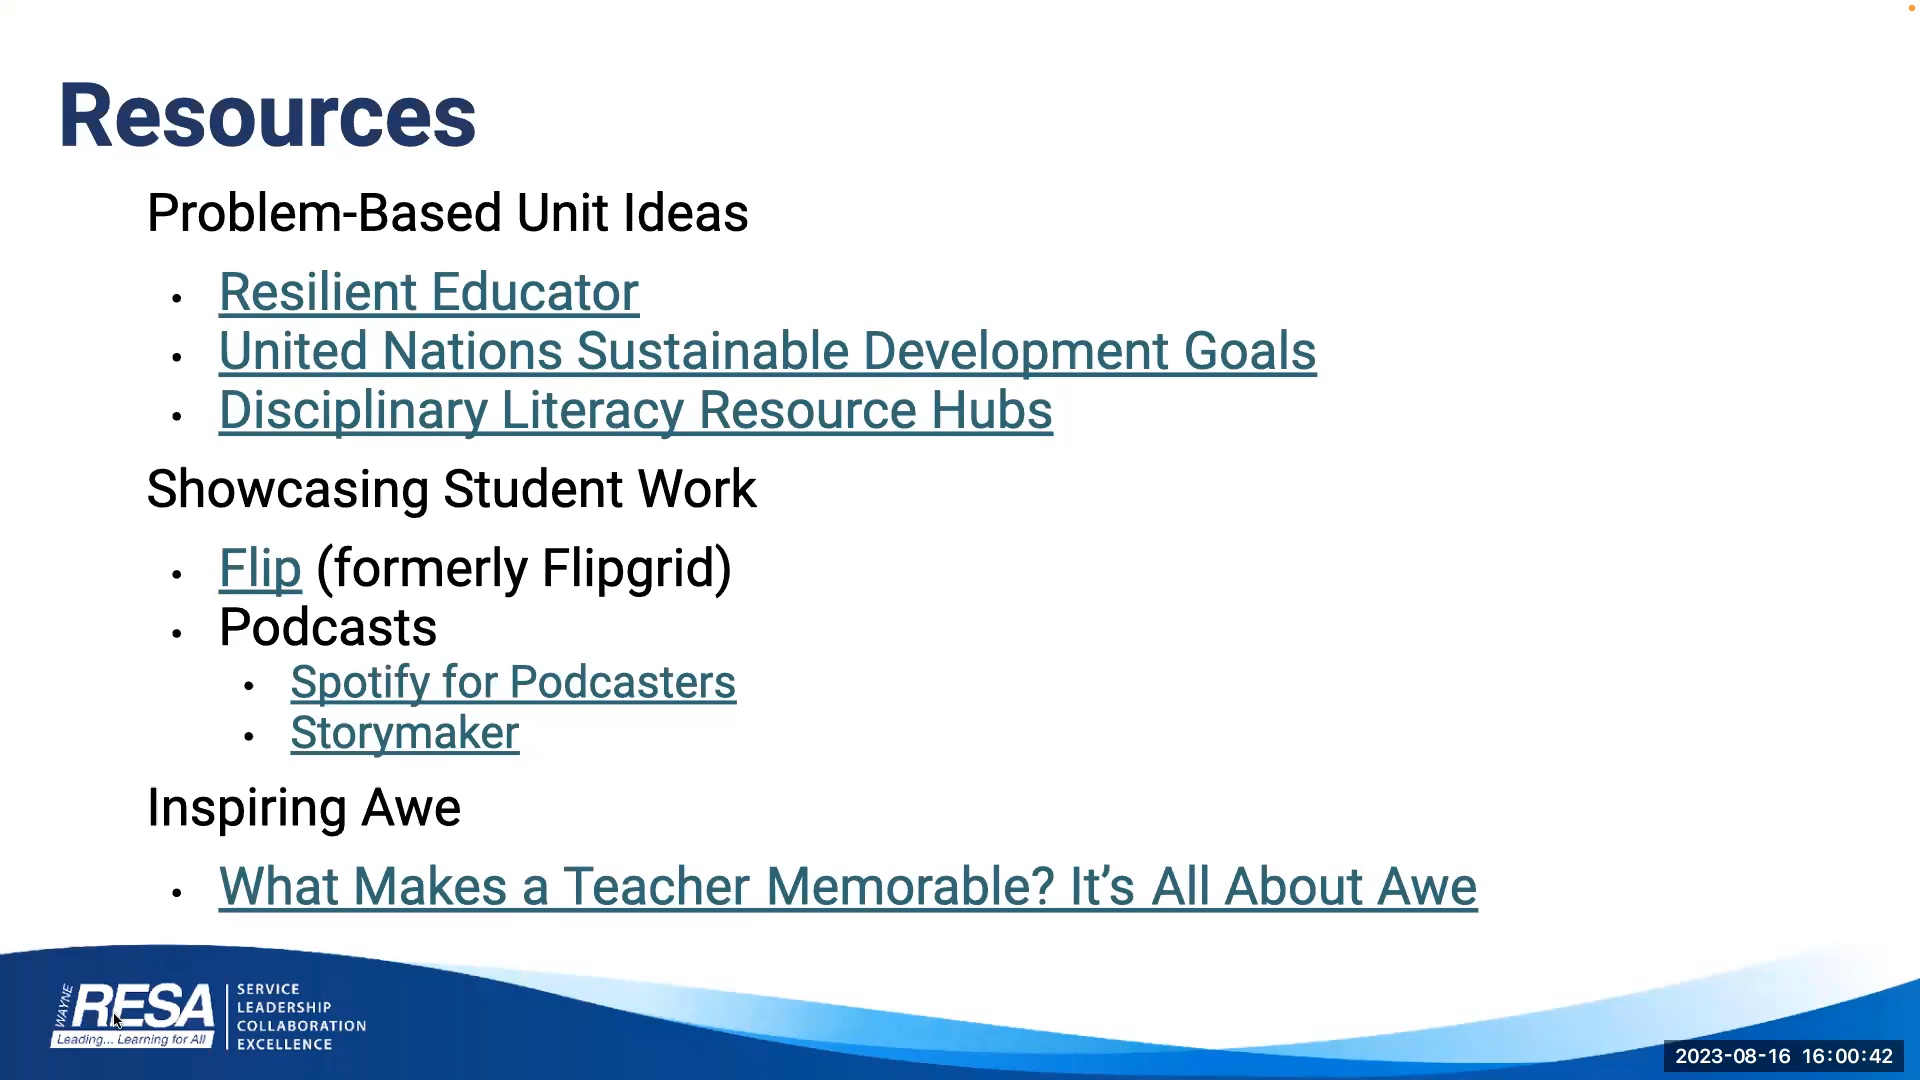 Resources
Problem-Based Unit Ideas
• Resilient Educator
• United Nations Sustainable Development Goals
• Disciplinary Literacy Resource Hubs
Showcasing Student Work
• Flip (formerly Flipgrid)
• Podcasts
• Spotify for Podcasters
• Storymaker
Inspiring Awe
• What Makes a Teacher Memorable? It’s All About Awe
WAYNE RESA
Leading... Learning for All
SERVICE
LEADERSHIP
COLLABORATION
EXCELLENCE
2023-08-16 16:00:42